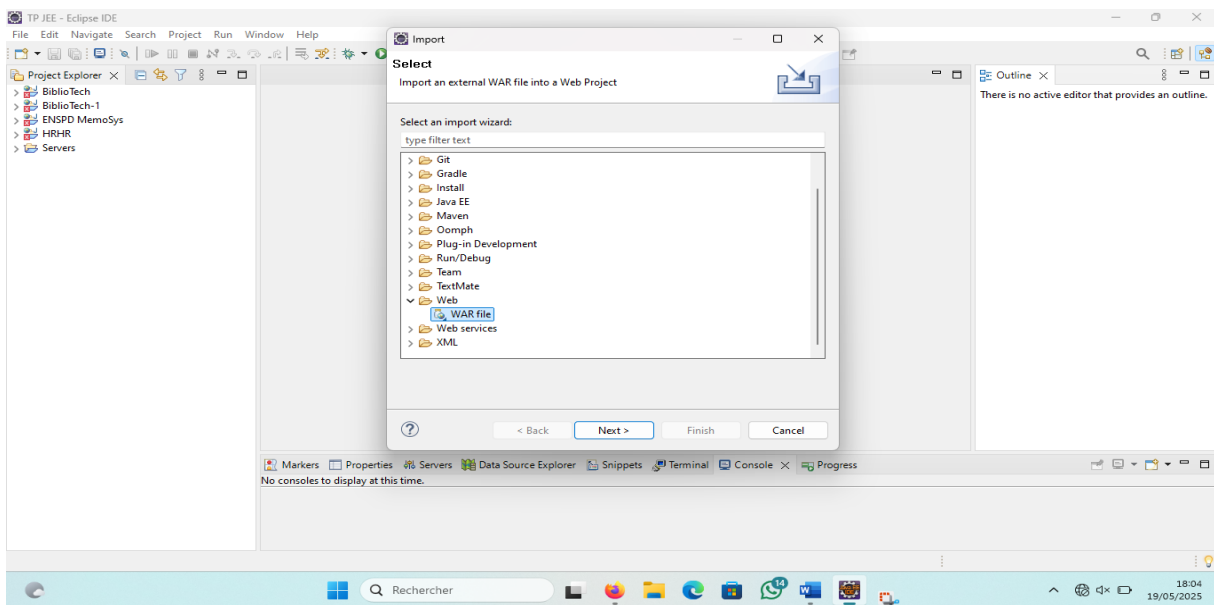 TP JEE - Eclipse IDE
File Edit Navigate Search Project Run Window Help
Project Explorer
BiblioTech
BiblioTech-1
ENSPD MemoSys
HRHR
Servers
Import
Select
Import an external WAR file into a Web Project
Select an import wizard:
type filter text
Git
Gradle
Install
Java EE
Maven
Oomph
Plug-in Development
Run/Debug
Team
TextMate
Web
WAR file
Web services
XML
< Back Next > Finish Cancel
Outline
There is no active editor that provides an outline.
Markers Properties Servers Data Source Explorer Snippets Terminal Console Progress
No consoles to display at this time.
Rechercher
14
18:04
19/05/2025